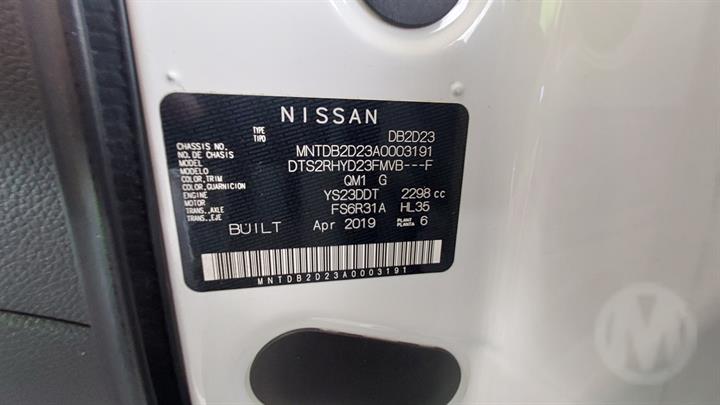 NISSAN
TYPE TIPO DB2D23
CHASSIS NO. NO. DE CHASIS MNTDB2D23A0003191
MODEL MODEL DTS2RHYD23FMVB---F
COLOR,TRIM COLOR,GUARNICION QM1 G
ENGINE MOTOR YS23DDT 2298 cc
TRANS.,AXLE TRANS.,EJE FS6R31A HL35
BUILT Apr 2019 PLANT PLANTA 6
MNTDB2D23A0003191
M